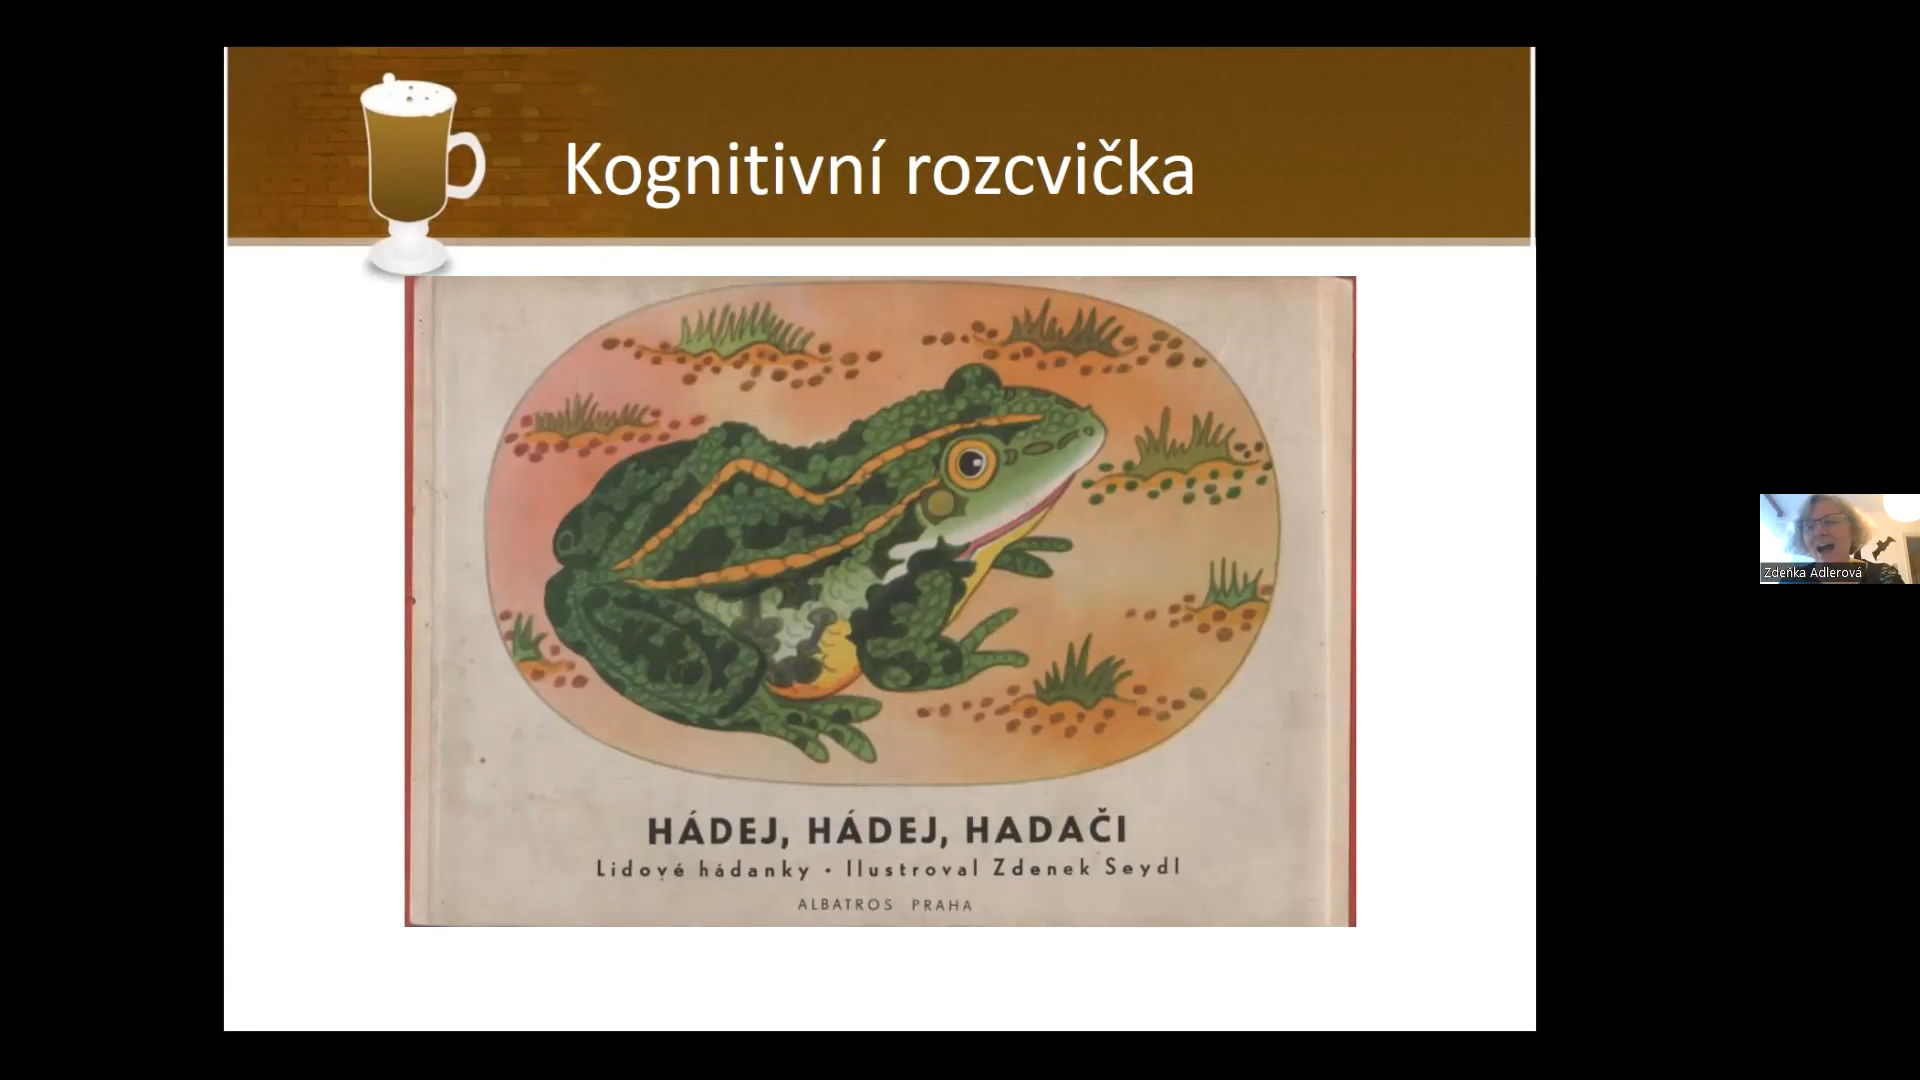 Kognitivní rozcvička
HÁDEJ, HÁDEJ, HADAČI
Lidové hádanky • Ilustroval Zdenek Seydl
ALBATROS PRAHA
Zdeňka Adlerová